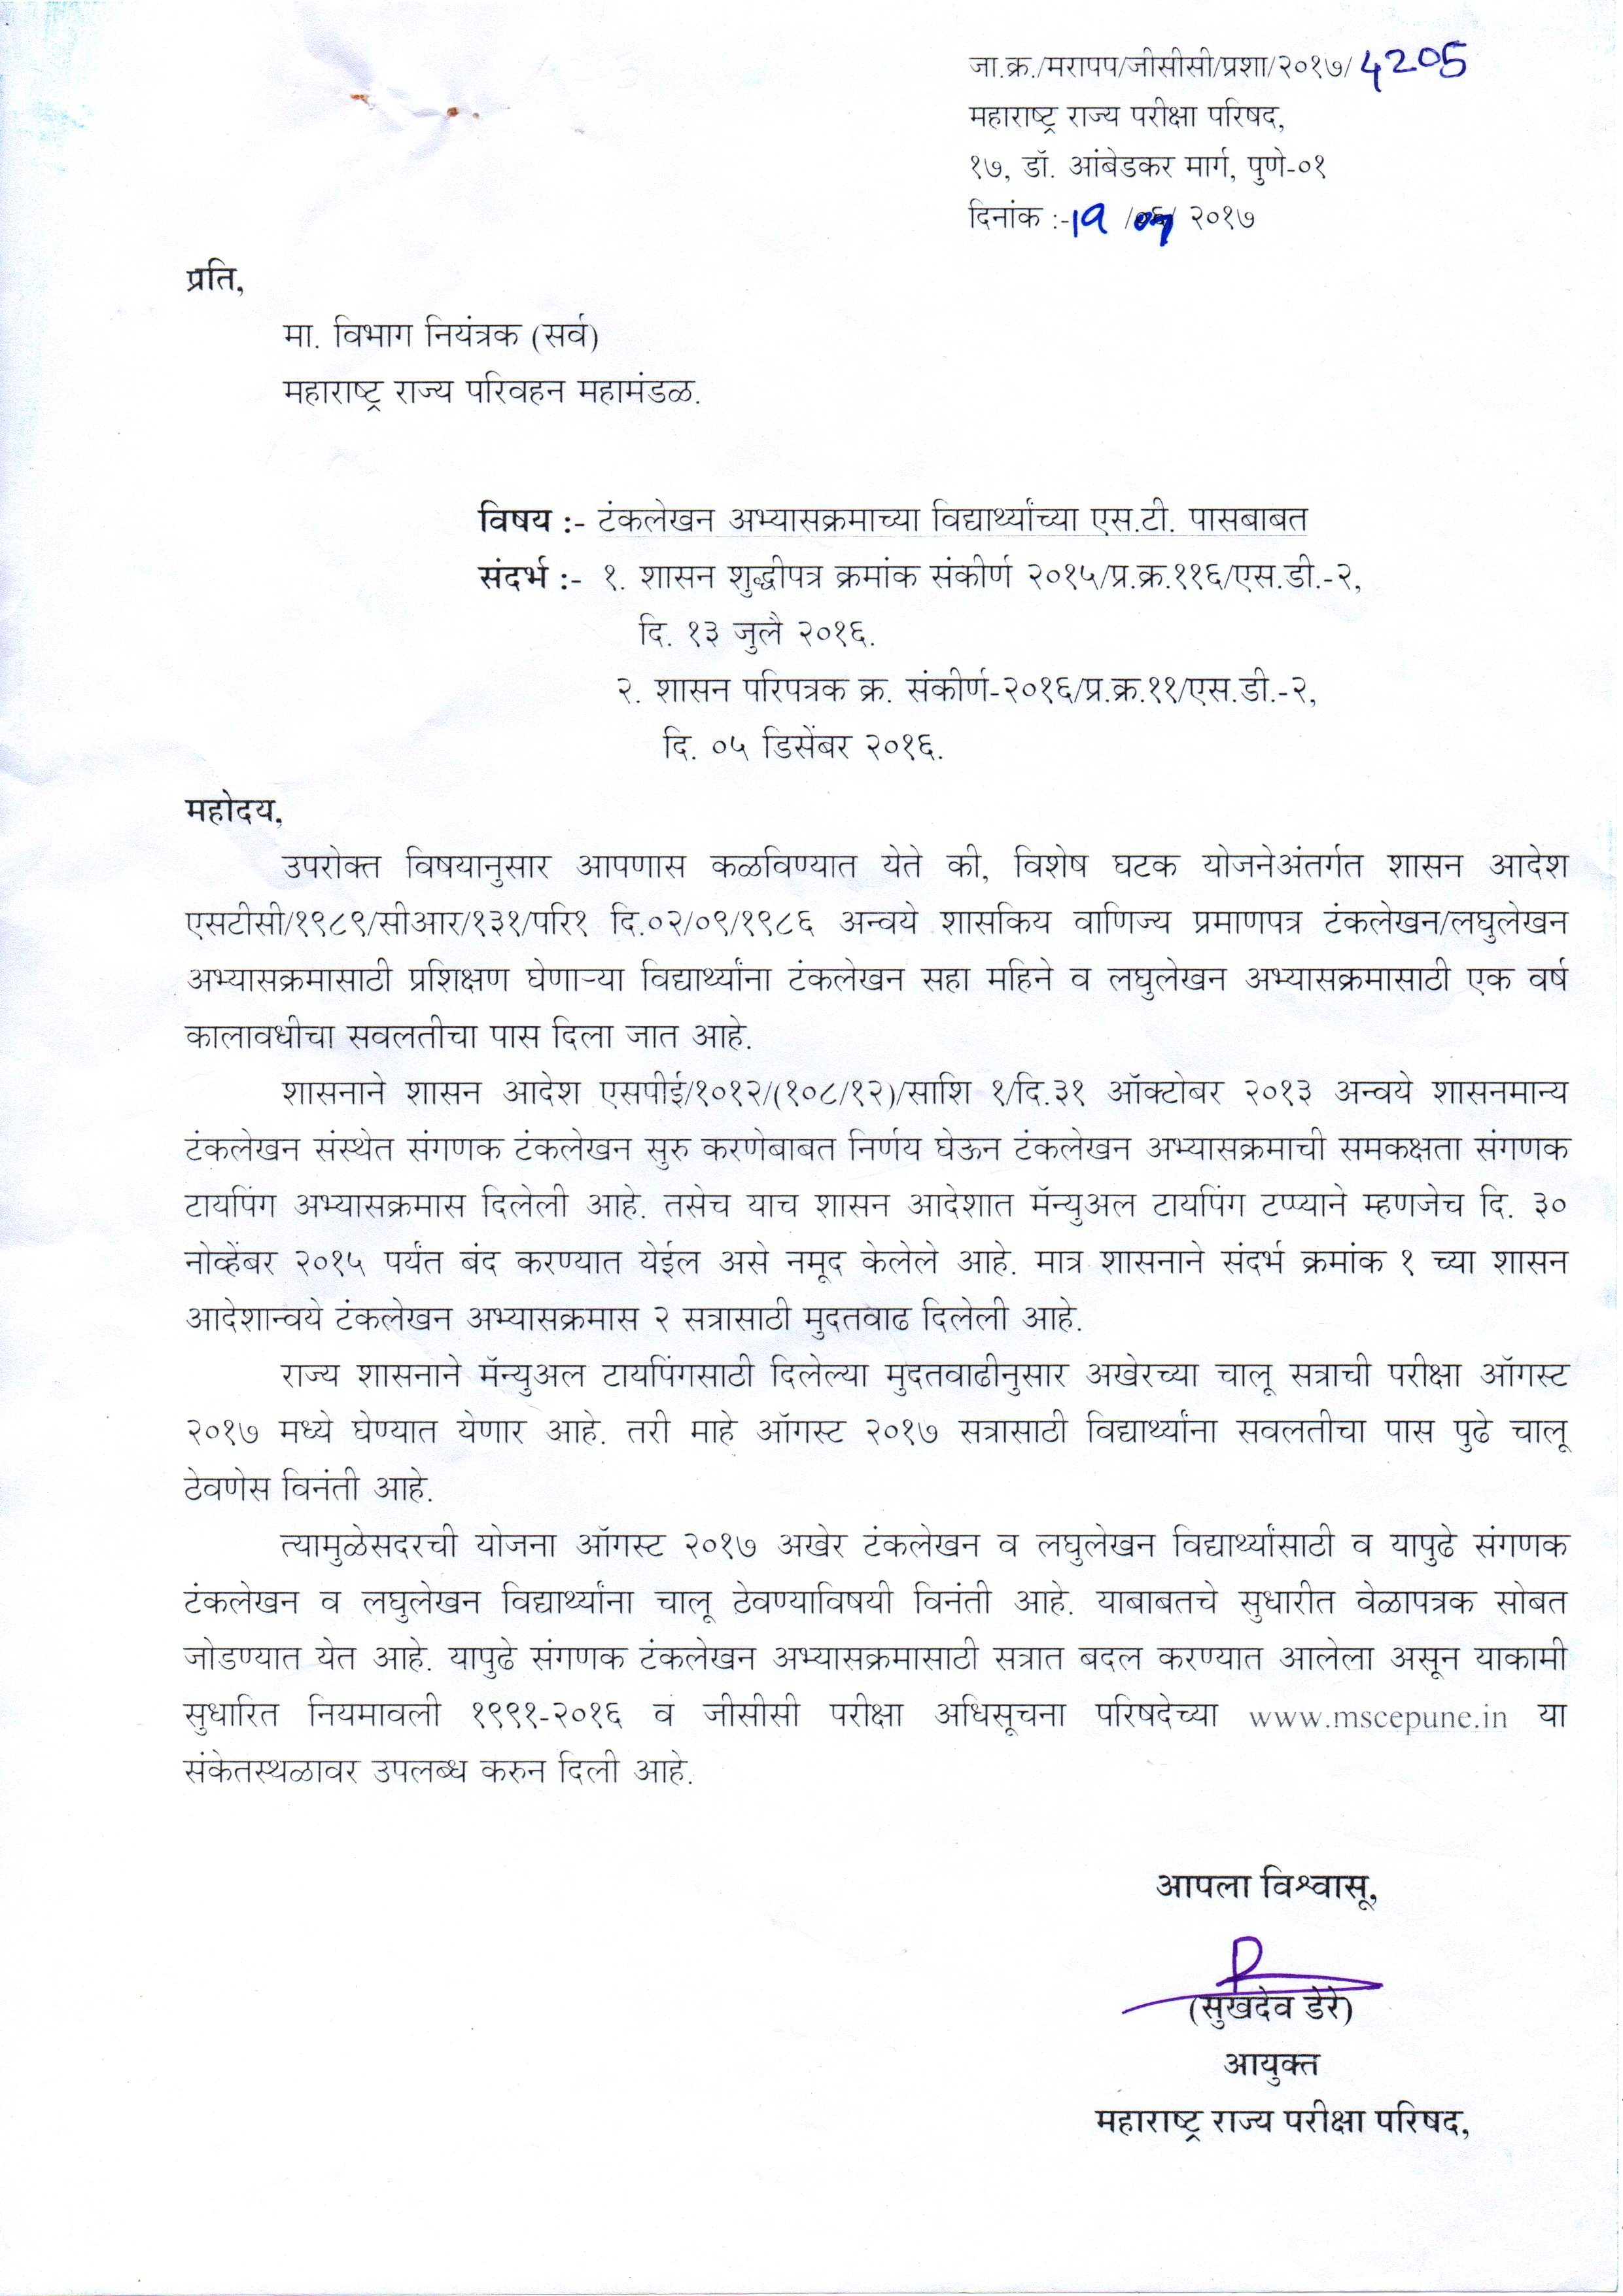 जा.क्र./मरापप/जीसीसी/प्रशा/२०१७/4205
महाराष्ट्र राज्य परीक्षा परिषद,
१७, डॉ. आंबेडकर मार्ग, पुणे-०१
दिनांक :-19 /07/ २०१७
प्रति,
मा. विभाग नियंत्रक (सर्व)
महाराष्ट्र राज्य परिवहन महामंडळ.
विषय :- टंकलेखन अभ्यासक्रमाच्या विद्यार्थ्यांच्या एस.टी. पासबाबत
संदर्भ :- १. शासन शुद्धीपत्र क्रमांक संकीर्ण २०१५/प्र.क्र.११६/एस.डी.-२,
दि. १३ जुलै २०१६.
२. शासन परिपत्रक क्र. संकीर्ण-२०१६/प्र.क्र.११/एस.डी.-२,
दि. ०५ डिसेंबर २०१६.
महोदय,
उपरोक्त विषयानुसार आपणास कळविण्यात येते की, विशेष घटक योजनेअंतर्गत शासन आदेश
एसटीसी/१९८९/सीआर/१३१/परि१ दि.०२/०९/१९८६ अन्वये शासकिय वाणिज्य प्रमाणपत्र टंकलेखन/लघुलेखन
अभ्यासक्रमासाठी प्रशिक्षण घेणाऱ्या विद्यार्थ्यांना टंकलेखन सहा महिने व लघुलेखन अभ्यासक्रमासाठी एक वर्ष
कालावधीचा सवलतीचा पास दिला जात आहे.
शासनाने शासन आदेश एसपीई/१०१२/(१०८/१२)/साशि १/दि.३१ ऑक्टोबर २०१३ अन्वये शासनमान्य
टंकलेखन संस्थेत संगणक टंकलेखन सुरु करणेबाबत निर्णय घेऊन टंकलेखन अभ्यासक्रमाची समकक्षता संगणक
टायपिंग अभ्यासक्रमास दिलेली आहे. तसेच याच शासन आदेशात मॅन्युअल टायपिंग टप्प्याने म्हणजेच दि. ३०
नोव्हेंबर २०१५ पर्यंत बंद करण्यात येईल असे नमूद केलेले आहे. मात्र शासनाने संदर्भ क्रमांक १ च्या शासन
आदेशान्वये टंकलेखन अभ्यासक्रमास २ सत्रासाठी मुदतवाढ दिलेली आहे.
राज्य शासनाने मॅन्युअल टायपिंगसाठी दिलेल्या मुदतवाढीनुसार अखेरच्या चालू सत्राची परीक्षा ऑगस्ट
२०१७ मध्ये घेण्यात येणार आहे. तरी माहे ऑगस्ट २०१७ सत्रासाठी विद्यार्थ्यांना सवलतीचा पास पुढे चालू
ठेवणेस विनंती आहे.
त्यामुळेसदरची योजना ऑगस्ट २०१७ अखेर टंकलेखन व लघुलेखन विद्यार्थ्यांसाठी व यापुढे संगणक
टंकलेखन व लघुलेखन विद्यार्थ्यांना चालू ठेवण्याविषयी विनंती आहे. याबाबतचे सुधारीत वेळापत्रक सोबत
जोडण्यात येत आहे. यापुढे संगणक टंकलेखन अभ्यासक्रमासाठी सत्रात बदल करण्यात आलेला असून याकामी
सुधारित नियमावली १९९१-२०१६ व जीसीसी परीक्षा अधिसूचना परिषदेच्या www.mscepune.in या
संकेतस्थळावर उपलब्ध करुन दिली आहे.
आपला विश्वासू,
(सुखदेव डेरे)
आयुक्त
महाराष्ट्र राज्य परीक्षा परिषद,